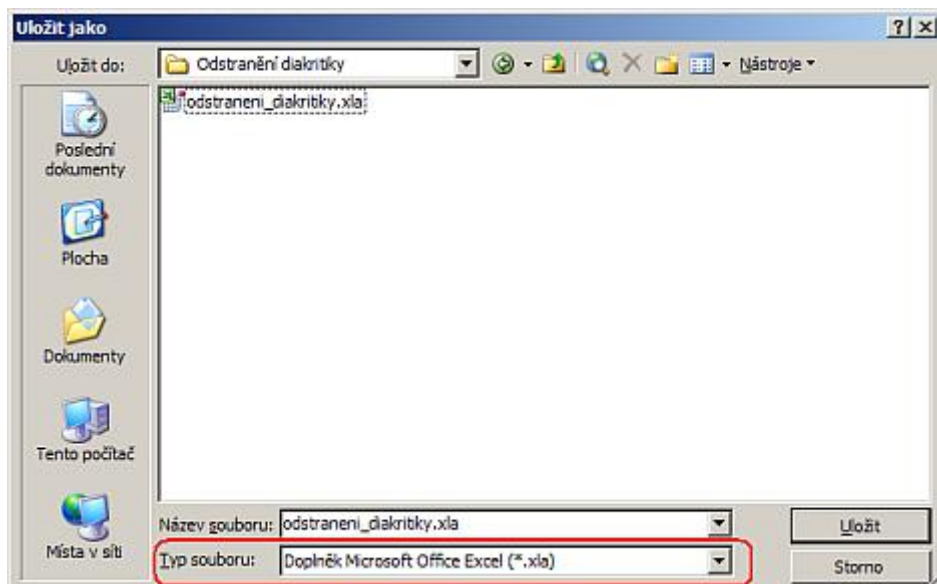 Uložit jako
Uložit do:
Odstranění diakritiky
Nástroje
odstraneni_diakritiky.xla
Poslední
dokumenty
Plocha
Dokumenty
Tento počítač
Místa v síti
Název souboru:
odstraneni_diakritiky.xla
Uložit
Typ souboru:
Doplněk Microsoft Office Excel (*.xla)
Storno